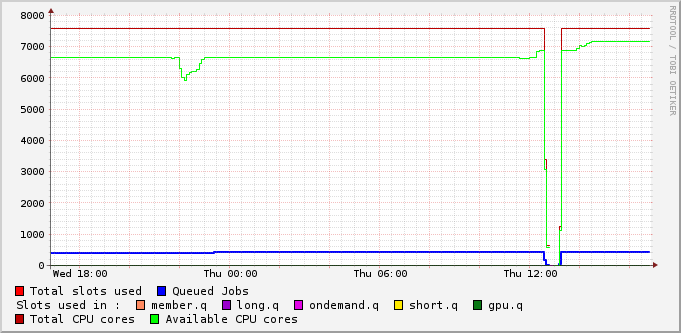 RRDTOOL / TOBI OETIKER
8000
7000
6000
5000
4000
3000
2000
1000
0
Wed 18:00 Thu 00:00 Thu 06:00 Thu 12:00
Total slots used Queued Jobs
Slots used in : member.q long.q ondemand.q short.q gpu.q
Total CPU cores Available CPU cores